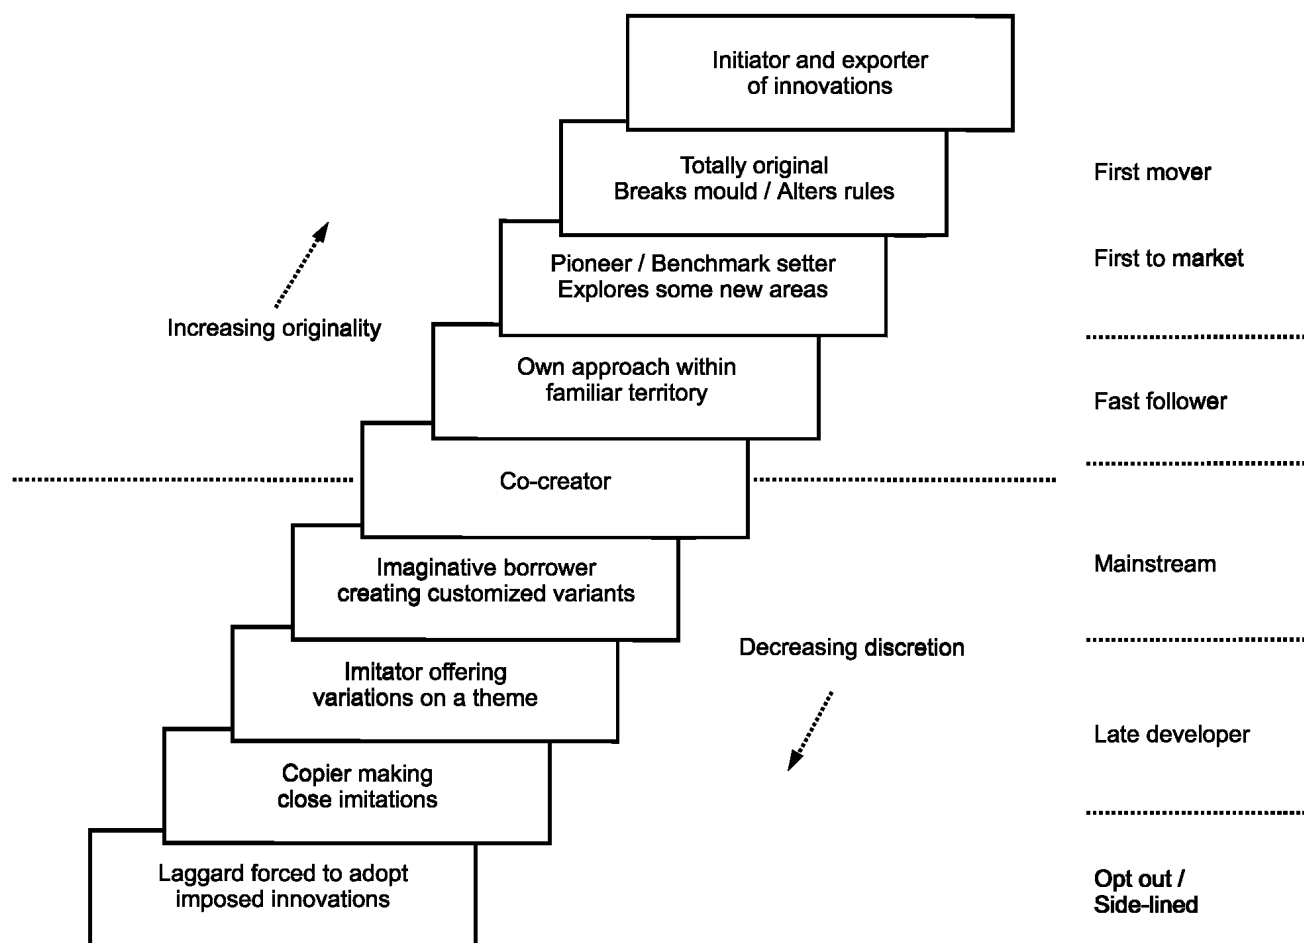 Initiator and exporter
of innovations
Totally original
Breaks mould / Alters rules
First mover
Pioneer / Benchmark setter
Explores some new areas
First to market
Increasing originality
Own approach within
familiar territory
Fast follower
Co-creator
Imaginative borrower
creating customized variants
Mainstream
Decreasing discretion
Imitator offering
variations on a theme
Late developer
Copier making
close imitations
Laggard forced to adopt
imposed innovations
Opt out /
Side-lined